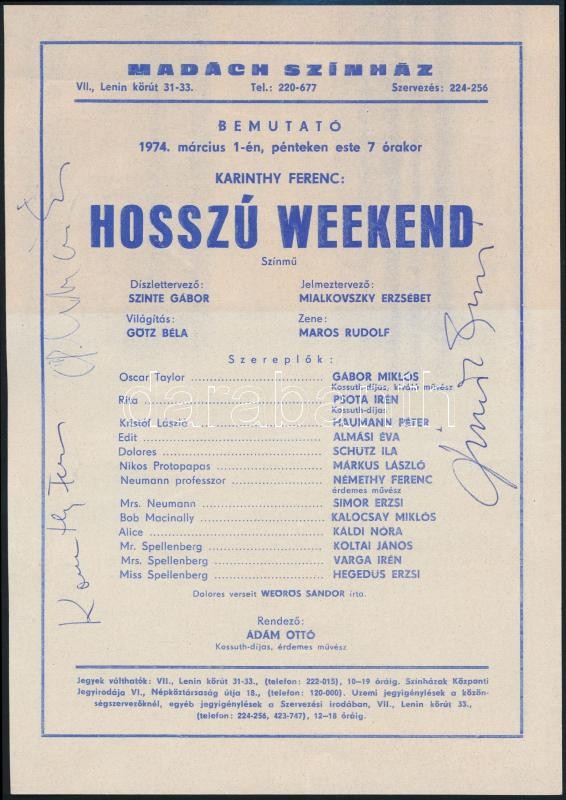 MADÁCH SZÍNHÁZ
VII., Lenin körút 31-33. Tel.: 220-677 Szervezés: 224-256
BEMUTATÓ
1974. március 1-én, pénteken este 7 órakor
KARINTHY FERENC:
HOSSZÚ WEEKEND
Színmű
Díszlettervező: Jelmeztervező:
SZINTE GÁBOR MIALKOVSZKY ERZSÉBET
Világítás: Zene:
GÖTZ BÉLA MAROS RUDOLF
Szereplők:
Oscar Taylor GÁBOR MIKLÓS
Kossuth-díjas, kiváló művész
Rita PSOTA IRÉN
Kossuth-díjas
Kristóf László HAUMANN PÉTER
Edit ALMÁSI ÉVA
Dolores SCHÜTZ ILA
Nikos Protopapas MÁRKUS LÁSZLÓ
Neumann professzor NÉMETHY FERENC
érdemes művész
Mrs. Neumann SIMOR ERZSI
Bob Macinally KALOCSAY MIKLÓS
Alice KÁLDI NÓRA
Mr. Spellenberg KOLTAI JÁNOS
Mrs. Spellenberg VARGA IRÉN
Miss Spellenberg HEGEDUS ERZSI
Dolores verseit WEÖRÖS SÁNDOR írta.
Rendező:
ÁDÁM OTTÓ
Kossuth-díjas, érdemes művész
Jegyek válthatók: VII., Lenin körút 31-33., (telefon: 222-015), 10–19 óráig. Színházak Központi
Jegyirodája VI., Népköztársaság útja 18., (telefon: 120-000). Uzemi jegyigénylések a közön-
ségszervezőknél, egyéb jegyigénylések a Szervezési irodában, VII., Lenin körút 33.,
(telefon: 224-256, 423-747), 12–18 óráig.
darabanth